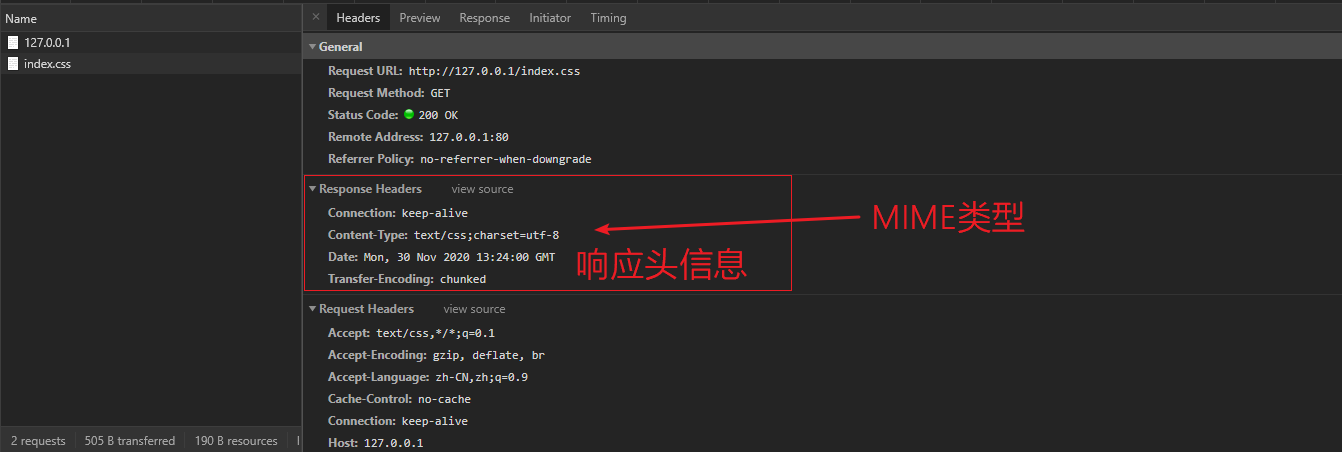 Name
127.0.0.1
index.css
2 requests 505 B transferred 190 B resources
× Headers Preview Response Initiator Timing
General
Request URL: http://127.0.0.1/index.css
Request Method: GET
Status Code: 200 OK
Remote Address: 127.0.0.1:80
Referrer Policy: no-referrer-when-downgrade
Response Headers view source
Connection: keep-alive
Content-Type: text/css;charset=utf-8
Date: Mon, 30 Nov 2020 13:24:00 GMT
Transfer-Encoding: chunked
MIME类型
响应头信息
Request Headers view source
Accept: text/css,*/*;q=0.1
Accept-Encoding: gzip, deflate, br
Accept-Language: zh-CN,zh;q=0.9
Cache-Control: no-cache
Connection: keep-alive
Host: 127.0.0.1